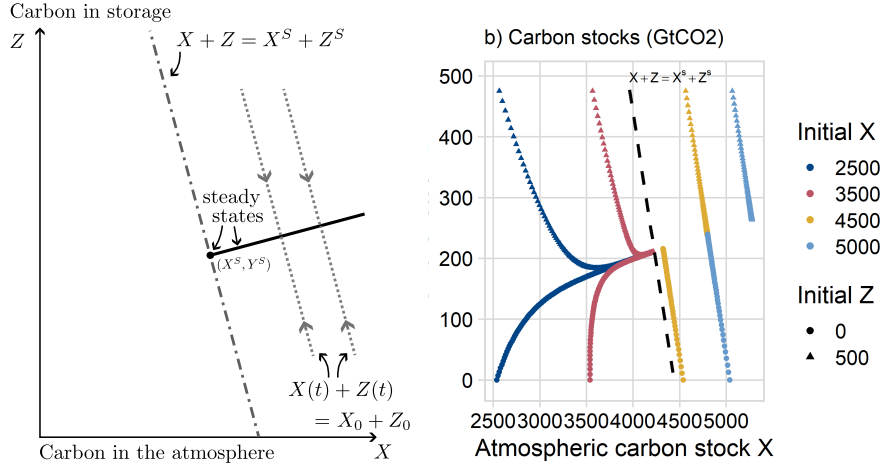 Carbon in storage
Z
X + Z = X^S + Z^S
steady
states
(X^S, Y^S)
X(t) + Z(t)
= X_0 + Z_0
Carbon in the atmosphere
X
b) Carbon stocks (GtCO2)
X + Z = X^s + Z^s
500
400
300
200
100
0
2500 3000 3500 4000 4500 5000
Atmospheric carbon stock X
Initial X
2500
3500
4500
5000
Initial Z
0
500